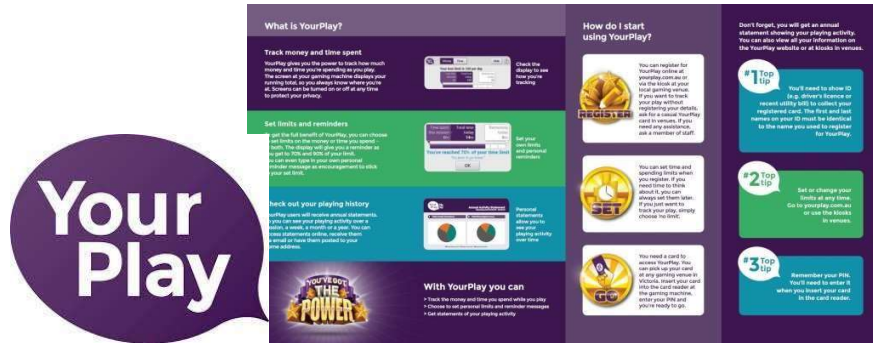 Your
Play
What is YourPlay?
Track money and time spent
YourPlay gives you the power to track how much
money and time you're spending as you play.
The screen at your gaming machine displays your
running total, so you always know where you're
at. Screens can be turned on or off at any time
to protect your privacy.
Check the
display to see
how you're
tracking
Set limits and reminders
get the full benefit of YourPlay, you can choose
set limits on the money or time you spend
both. The display will give you a reminder as
you get to 70% and 90% of your limit.
can even type in your own personal
reminder message as encouragement to stick
your set limit.
You've reached 70% of your time limit
OK
Set your
own limits
and personal
reminders
heck out your playing history
YourPlay users will receive annual statements.
you can see your playing activity over a
session, a week, a month or a year. You can
access statements online, receive them
email or have them posted to your
home address.
Personal
statements
allow you to
see your
playing activity
over time
YOU'VE GOT
THE
POWER
With YourPlay you can
Track the money and time you spend while you play
Choose to set personal limits and reminder messages
Get statements of your playing activity
How do I start
using YourPlay?
REGISTER
You can register for
YourPlay online at
yourplay.com.au or
via the kiosk at your
local gaming venue.
If you want to track
your play without
registering your details,
ask for a casual YourPlay
card in venues. If you
need any assistance,
ask a member of staff.
SET
You can set time and
spending limits when
you register. If you
need time to think
about it, you can
always set them later.
If you just want to
track your play, simply
choose 'no limit'.
GO
You need a card to
access YourPlay. You
can pick up your card
at any gaming venue in
Victoria. Insert your card
into the card reader at
the gaming machine,
enter your PIN and
you're ready to go.
Don't forget, you will get an annual
statement showing your playing activity.
You can also view all your information on
the YourPlay website or at kiosks in venues.
#1 Top
tip
You'll need to show ID
(e.g. driver's licence or
recent utility bill) to collect your
registered card. The first and last
names on your ID must be identical
to the name you used to register
for YourPlay.
#2 Top
tip
Set or change your
limits at any time.
Go to yourplay.com.au
or use the kiosks
in venues.
#3 Top
tip
Remember your PIN.
You'll need to enter it
when you insert your card
in the card reader.